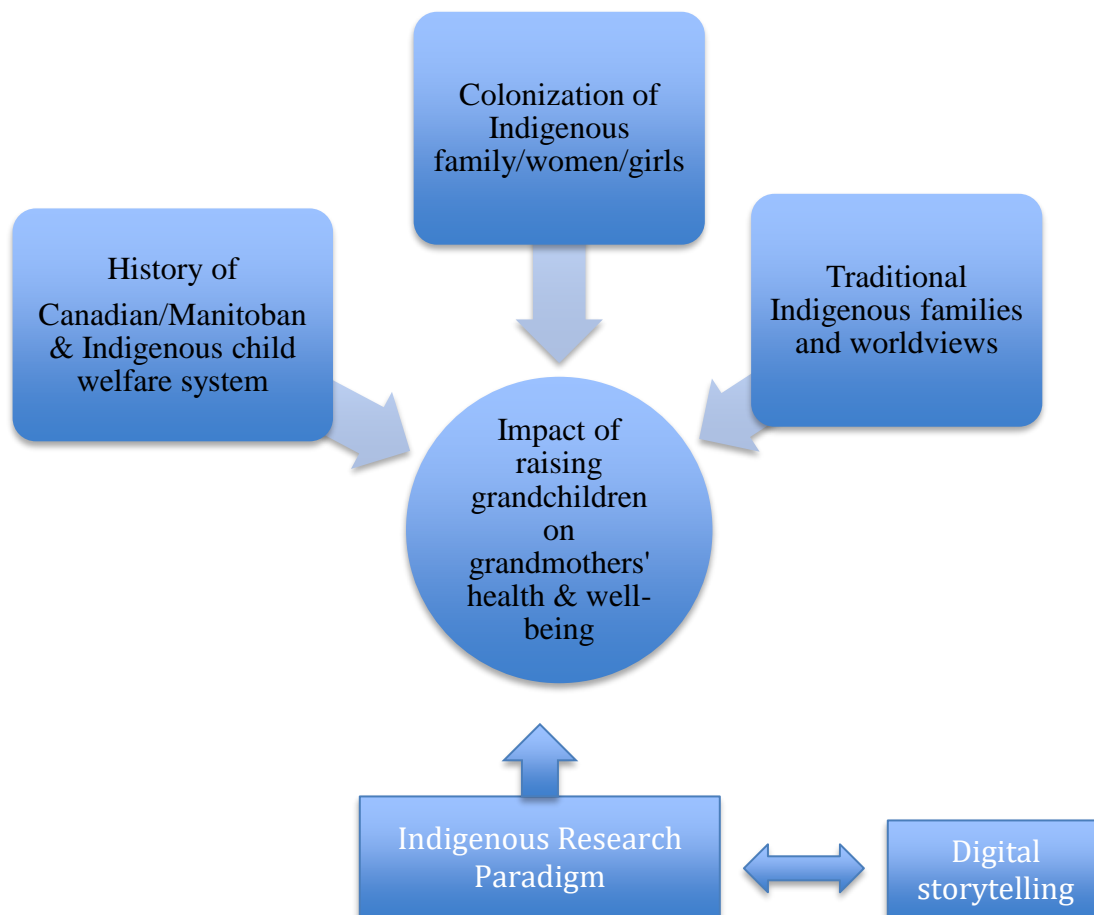 Colonization of
Indigenous
family/women/girls
History of
Canadian/Manitoban
& Indigenous child
welfare system
Traditional
Indigenous families
and worldviews
Impact of
raising
grandchildren
on
grandmothers'
health & well-
being
Indigenous Research
Paradigm
Digital
storytelling